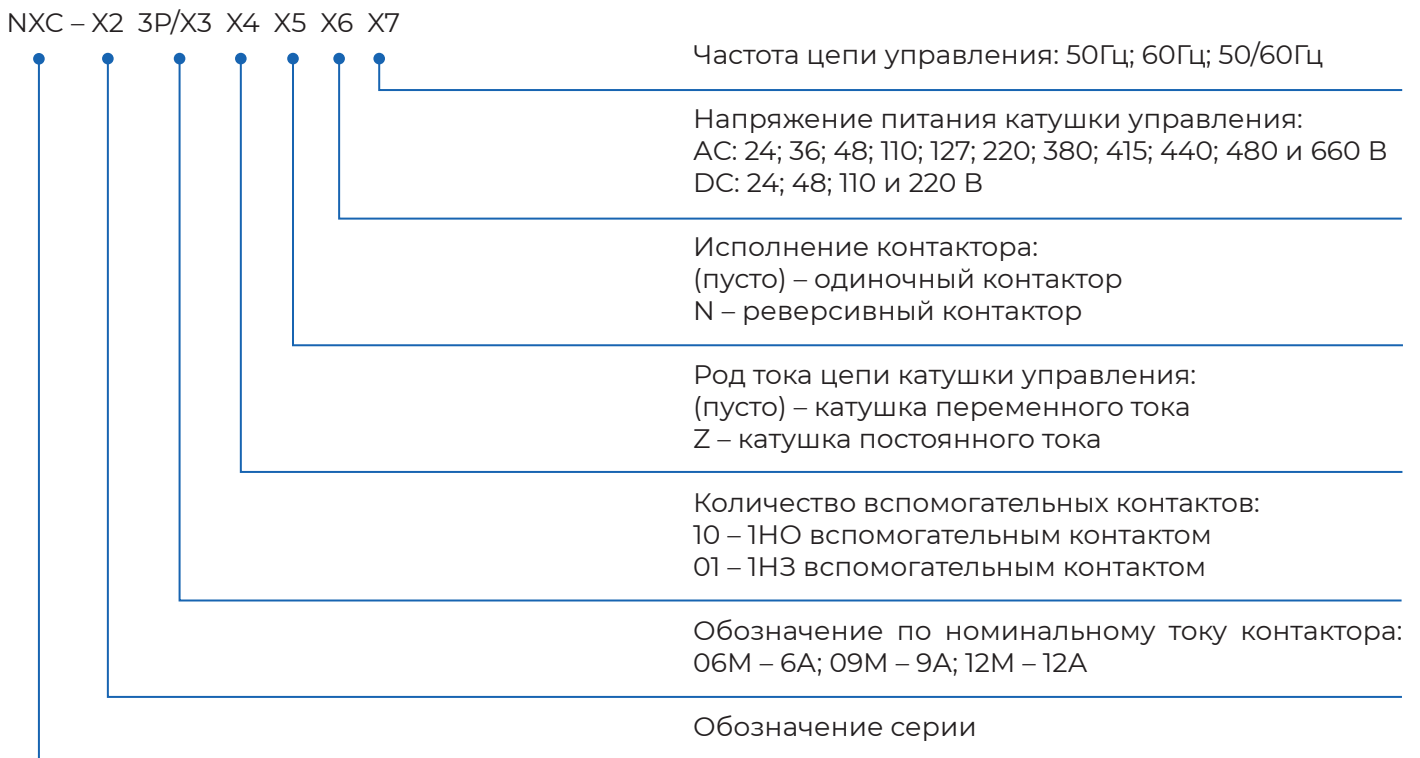 NXC – X2 3P/X3 X4 X5 X6 X7
Частота цепи управления: 50Гц; 60Гц; 50/60Гц
Напряжение питания катушки управления:
AC: 24; 36; 48; 110; 127; 220; 380; 415; 440; 480 и 660 В
DC: 24; 48; 110 и 220 В
Исполнение контактора:
(пусто) – одиночный контактор
N – реверсивный контактор
Род тока цепи катушки управления:
(пусто) – катушка переменного тока
Z – катушка постоянного тока
Количество вспомогательных контактов:
10 – 1НО вспомогательным контактом
01 – 1НЗ вспомогательным контактом
Обозначение по номинальному току контактора:
06M – 6А; 09M – 9А; 12M – 12А
Обозначение серии